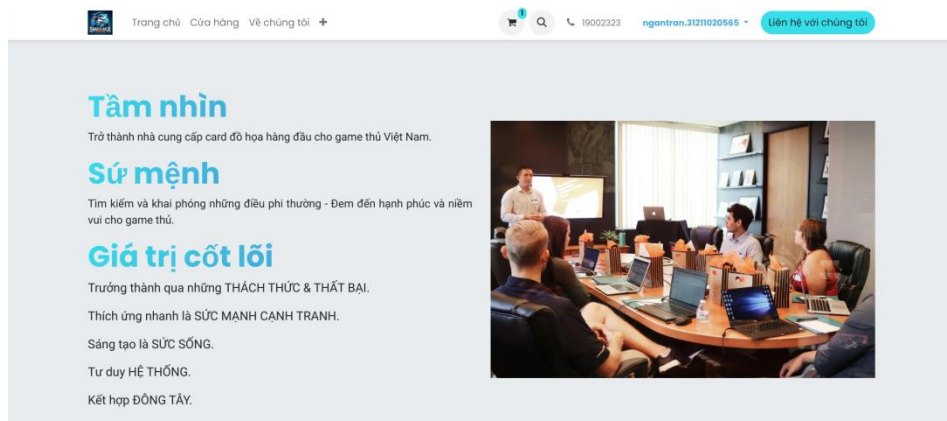 Trang chủ Cửa hàng Về chúng tôi +
1
19002323
ngantran.31211020565
Liên hệ với chúng tôi
Tầm nhìn
Trở thành nhà cung cấp card đồ họa hàng đầu cho game thủ Việt Nam.
Sứ mệnh
Tìm kiếm và khai phóng những điều phi thường - Đem đến hạnh phúc và niềm
vui cho game thủ.
Giá trị cốt lõi
Trưởng thành qua những THÁCH THỨC & THẤT BẠI.
Thích ứng nhanh là SỨC MẠNH CẠNH TRANH.
Sáng tạo là SỨC SỐNG.
Tư duy HỆ THỐNG.
Kết hợp ĐÔNG TÂY.